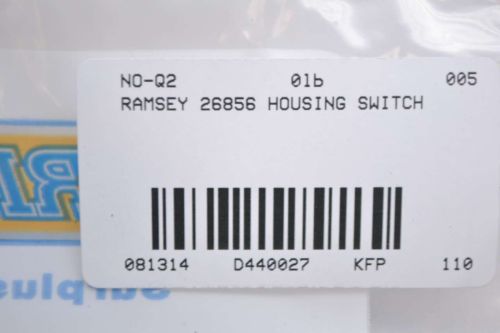 NO-Q2 01b 005
RAMSEY 26856 HOUSING SWITCH
081314 D440027 KFP 110